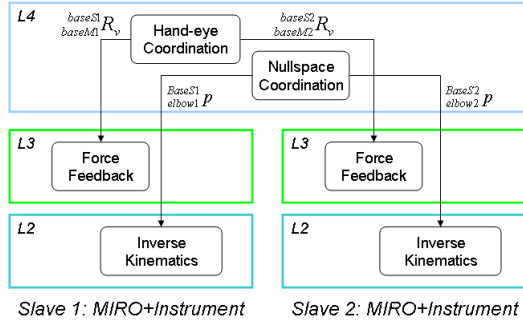 L4
baseS1
baseM1 R_v
Hand-eye
Coordination
baseS2
baseM2 R_v
Nullspace
Coordination
BaseS1
elbow1 p
BaseS2
elbow2 p
L3
Force
Feedback
L3
Force
Feedback
L2
Inverse
Kinematics
L2
Inverse
Kinematics
Slave 1: MIRO+Instrument
Slave 2: MIRO+Instrument